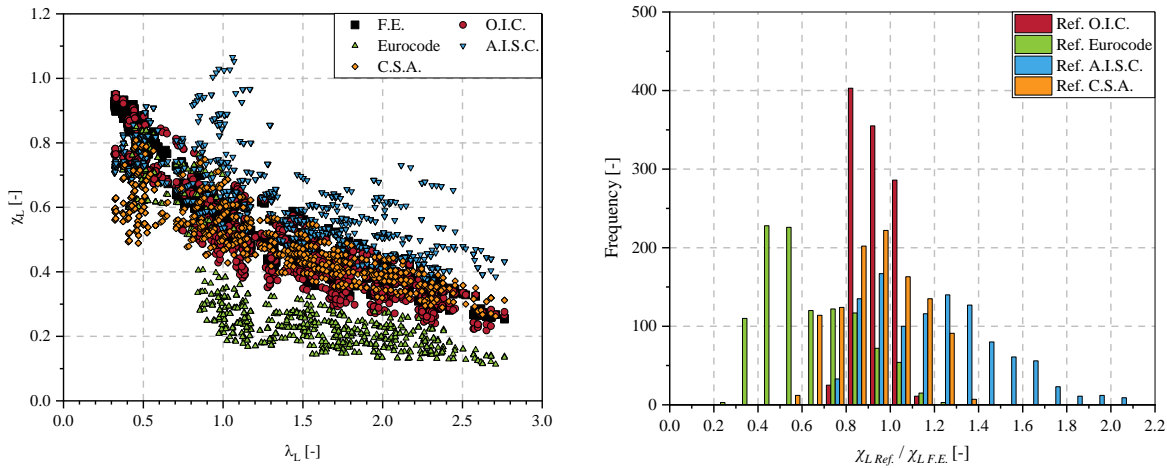 F.E. O.I.C.
Eurocode A.I.S.C.
C.S.A.
1.2
1.0
0.8
0.6
0.4
0.2
0.0
χL [-]
0.0 0.5 1.0 1.5 2.0 2.5 3.0
λL [-]
Ref. O.I.C.
Ref. Eurocode
Ref. A.I.S.C.
Ref. C.S.A.
500
400
300
200
100
0
Frequency [-]
0.0 0.2 0.4 0.6 0.8 1.0 1.2 1.4 1.6 1.8 2.0 2.2
χL Ref. / χL F.E. [-]